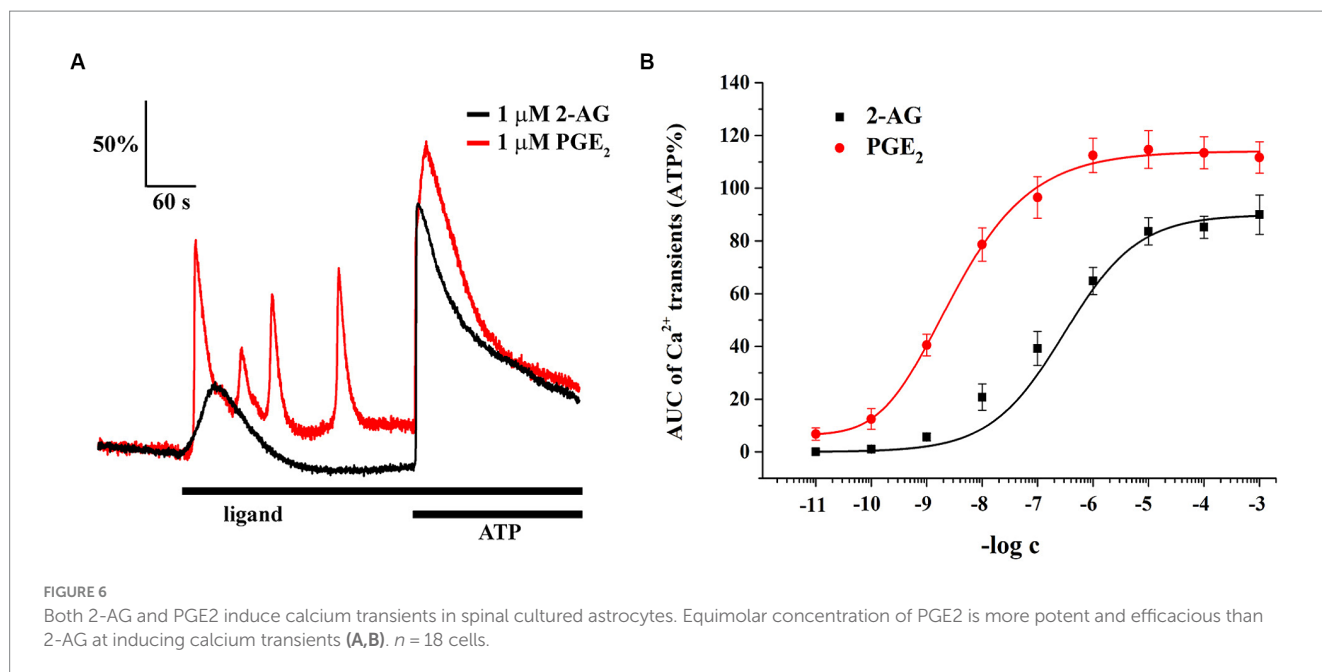 A
50%
60 s
1 μM 2-AG
1 μM PGE₂
ligand
ATP
B
140
120
100
80
60
40
20
0
AUC of Ca²⁺ transients (ATP%)
2-AG
PGE₂
-11 -10 -9 -8 -7 -6 -5 -4 -3
-log c
FIGURE 6
Both 2-AG and PGE2 induce calcium transients in spinal cultured astrocytes. Equimolar concentration of PGE2 is more potent and efficacious than
2-AG at inducing calcium transients (A,B). n = 18 cells.